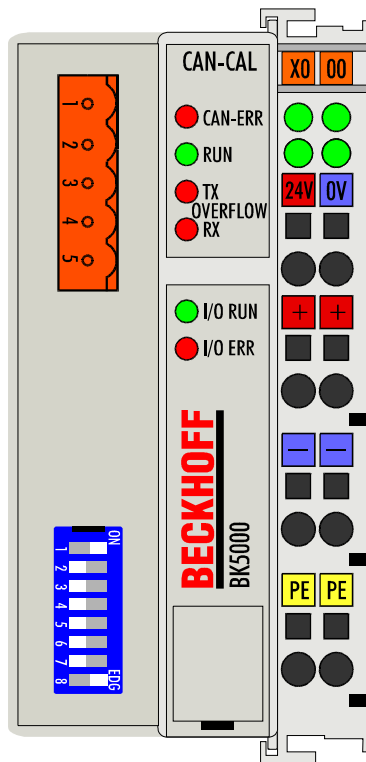 CAN-CAL
X0 00
1
2
3
4
5
CAN-ERR
RUN
TX
OVERFLOW
RX
24V 0V
I/O RUN
I/O ERR
+ +
BECKHOFF
BK5000
— —
ON
1
2
3
4
5
6
7
8
EDG
PE PE